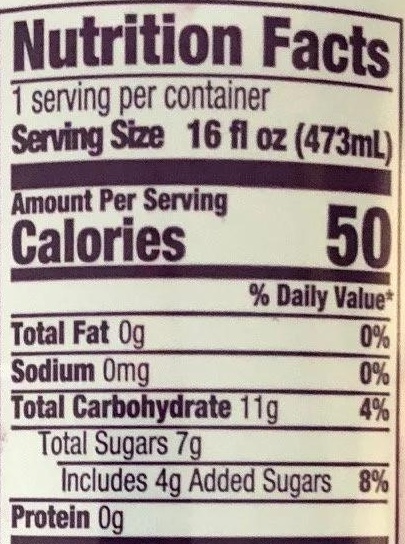 Nutrition Facts
1 serving per container
Serving Size 16 fl oz (473mL)
Amount Per Serving
Calories 50
% Daily Value*
Total Fat 0g 0%
Sodium 0mg 0%
Total Carbohydrate 11g 4%
Total Sugars 7g
Includes 4g Added Sugars 8%
Protein 0g